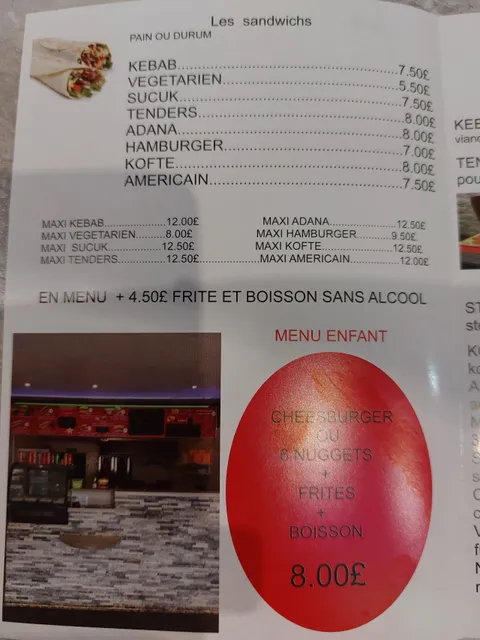 Les sandwichs
PAIN OU DURUM
KEBAB 7.50£
VEGETARIEN 5.50£
SUCUK 7.50£
TENDERS 8.00£
ADANA 8.00£
HAMBURGER 7.00£
KOFTE 8.00£
AMERICAIN 7.50£
MAXI KEBAB 12.00£ MAXI ADANA 12.50£
MAXI VEGETARIEN 8.00£ MAXI HAMBURGER 9.50£
MAXI SUCUK 12.50£ MAXI KOFTE 12.50£
MAXI TENDERS 12.50£ MAXI AMERICAIN 12.00£
EN MENU + 4.50£ FRITE ET BOISSON SANS ALCOOL
MENU ENFANT
CHEESBURGER
OU
6 NUGGETS
+
FRITES
+
BOISSON
8.00£